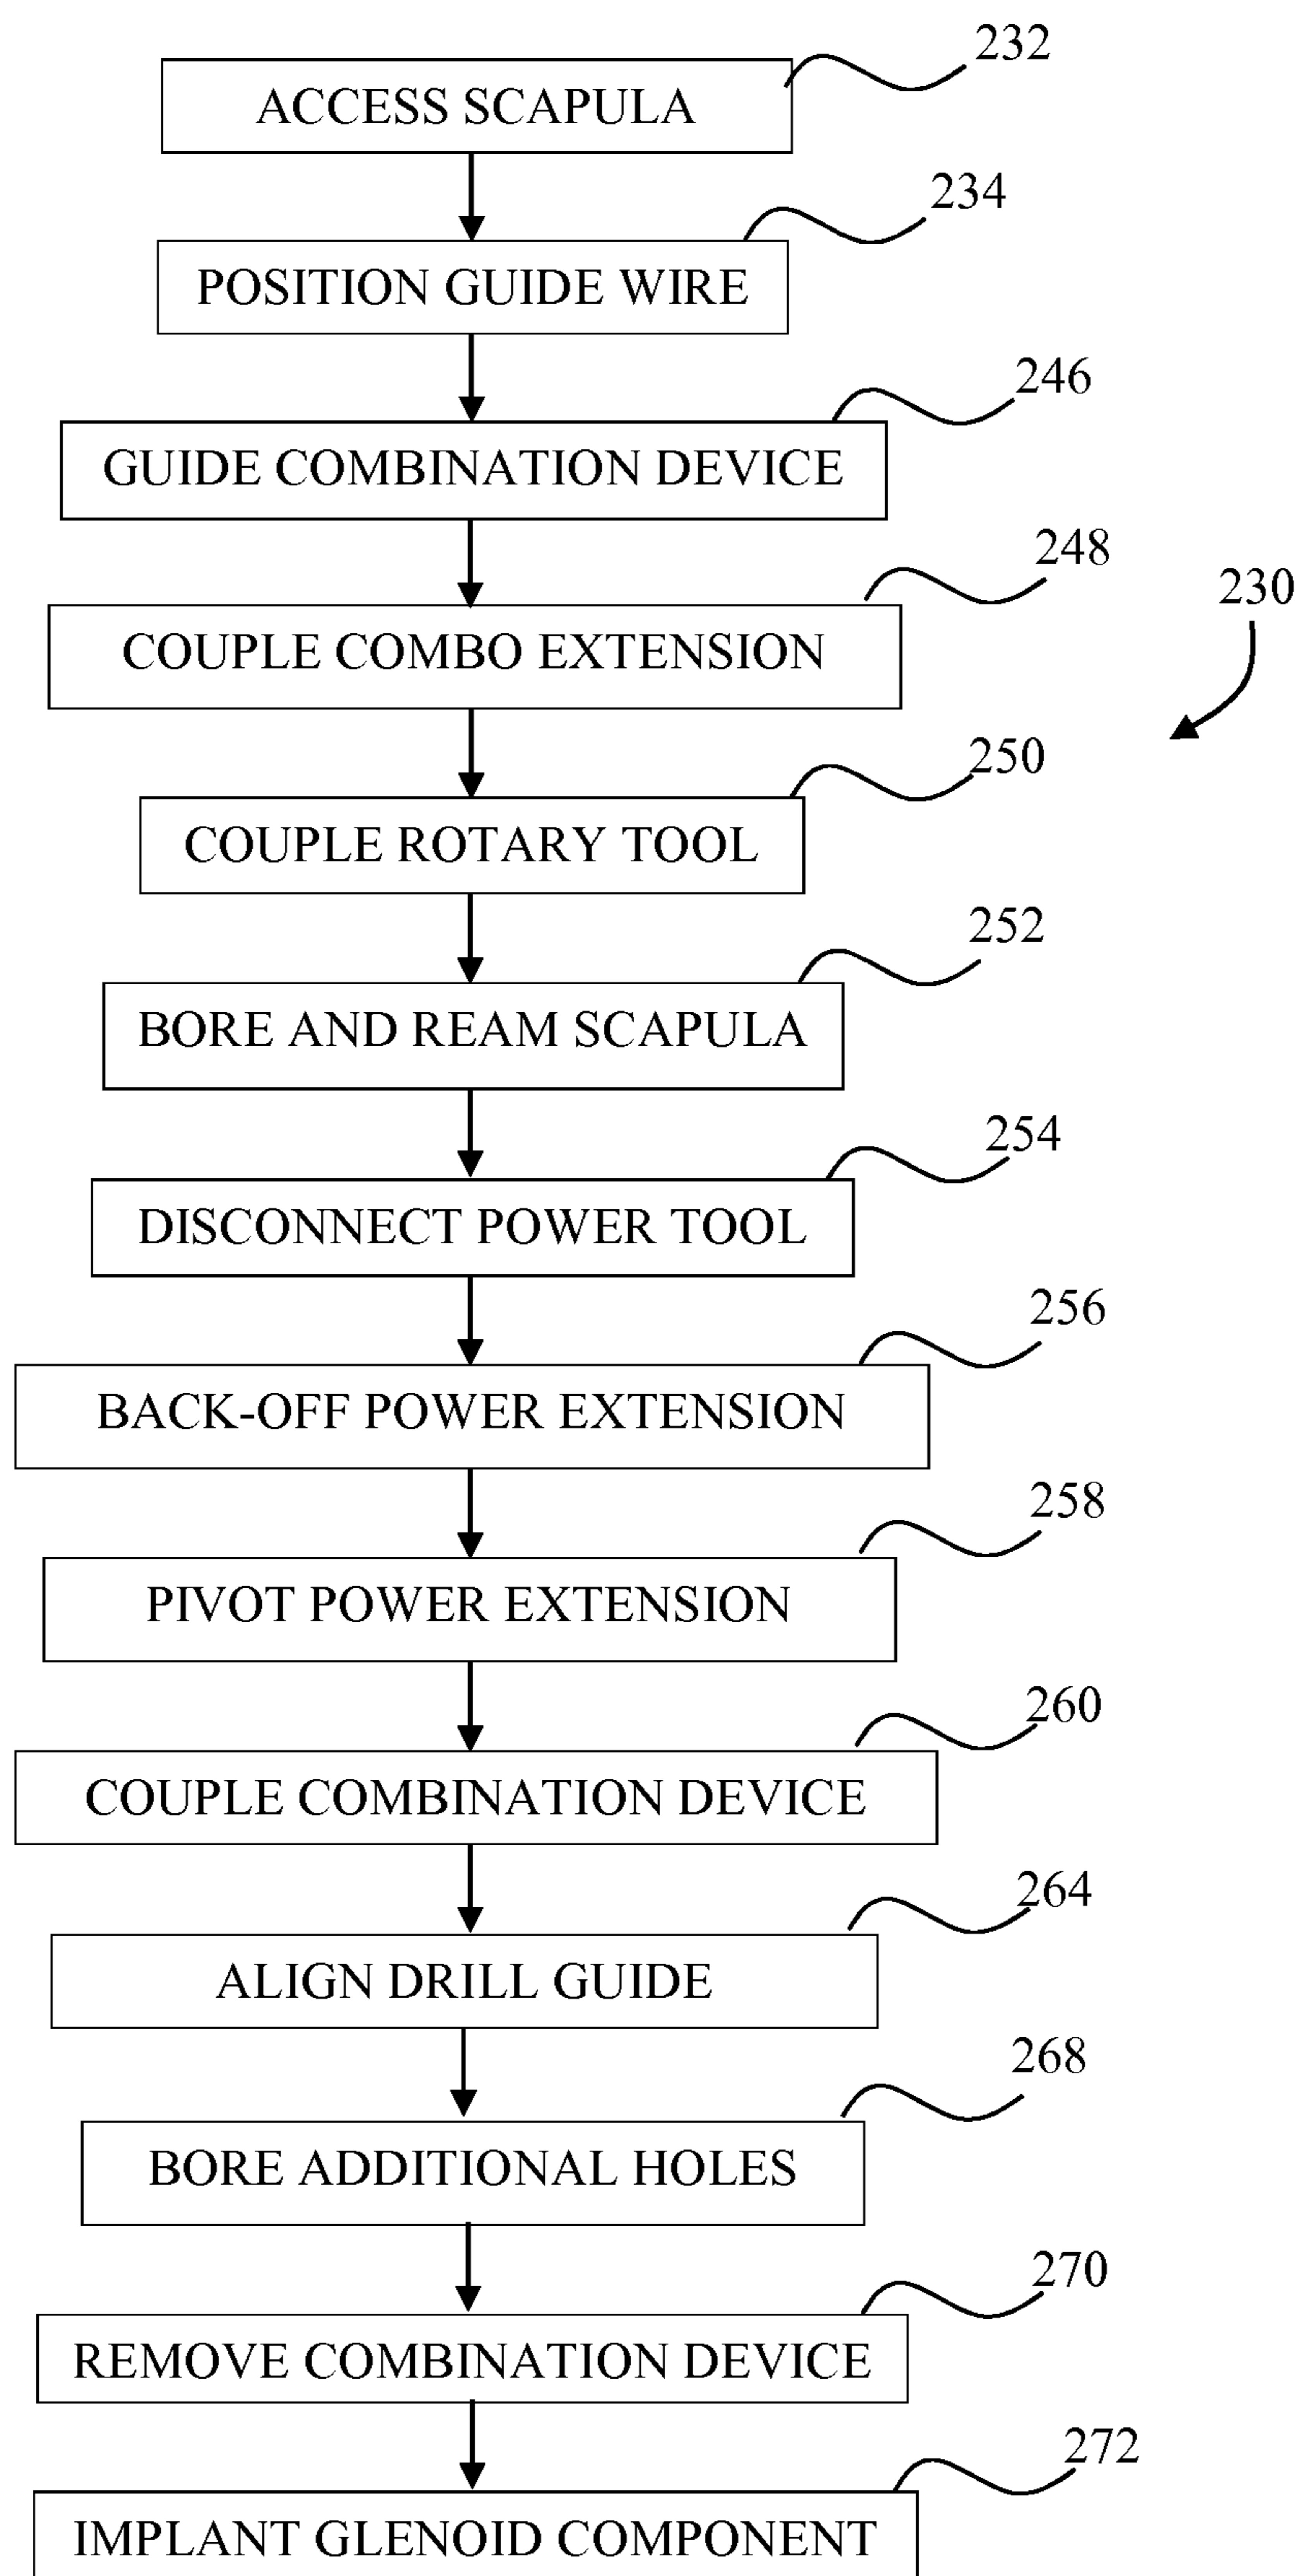 232
ACCESS SCAPULA
234
POSITION GUIDE WIRE
246
GUIDE COMBINATION DEVICE
248
COUPLE COMBO EXTENSION
230
250
COUPLE ROTARY TOOL
252
BORE AND REAM SCAPULA
254
DISCONNECT POWER TOOL
256
BACK-OFF POWER EXTENSION
258
PIVOT POWER EXTENSION
260
COUPLE COMBINATION DEVICE
264
ALIGN DRILL GUIDE
268
BORE ADDITIONAL HOLES
270
REMOVE COMBINATION DEVICE
272
IMPLANT GLENOID COMPONENT